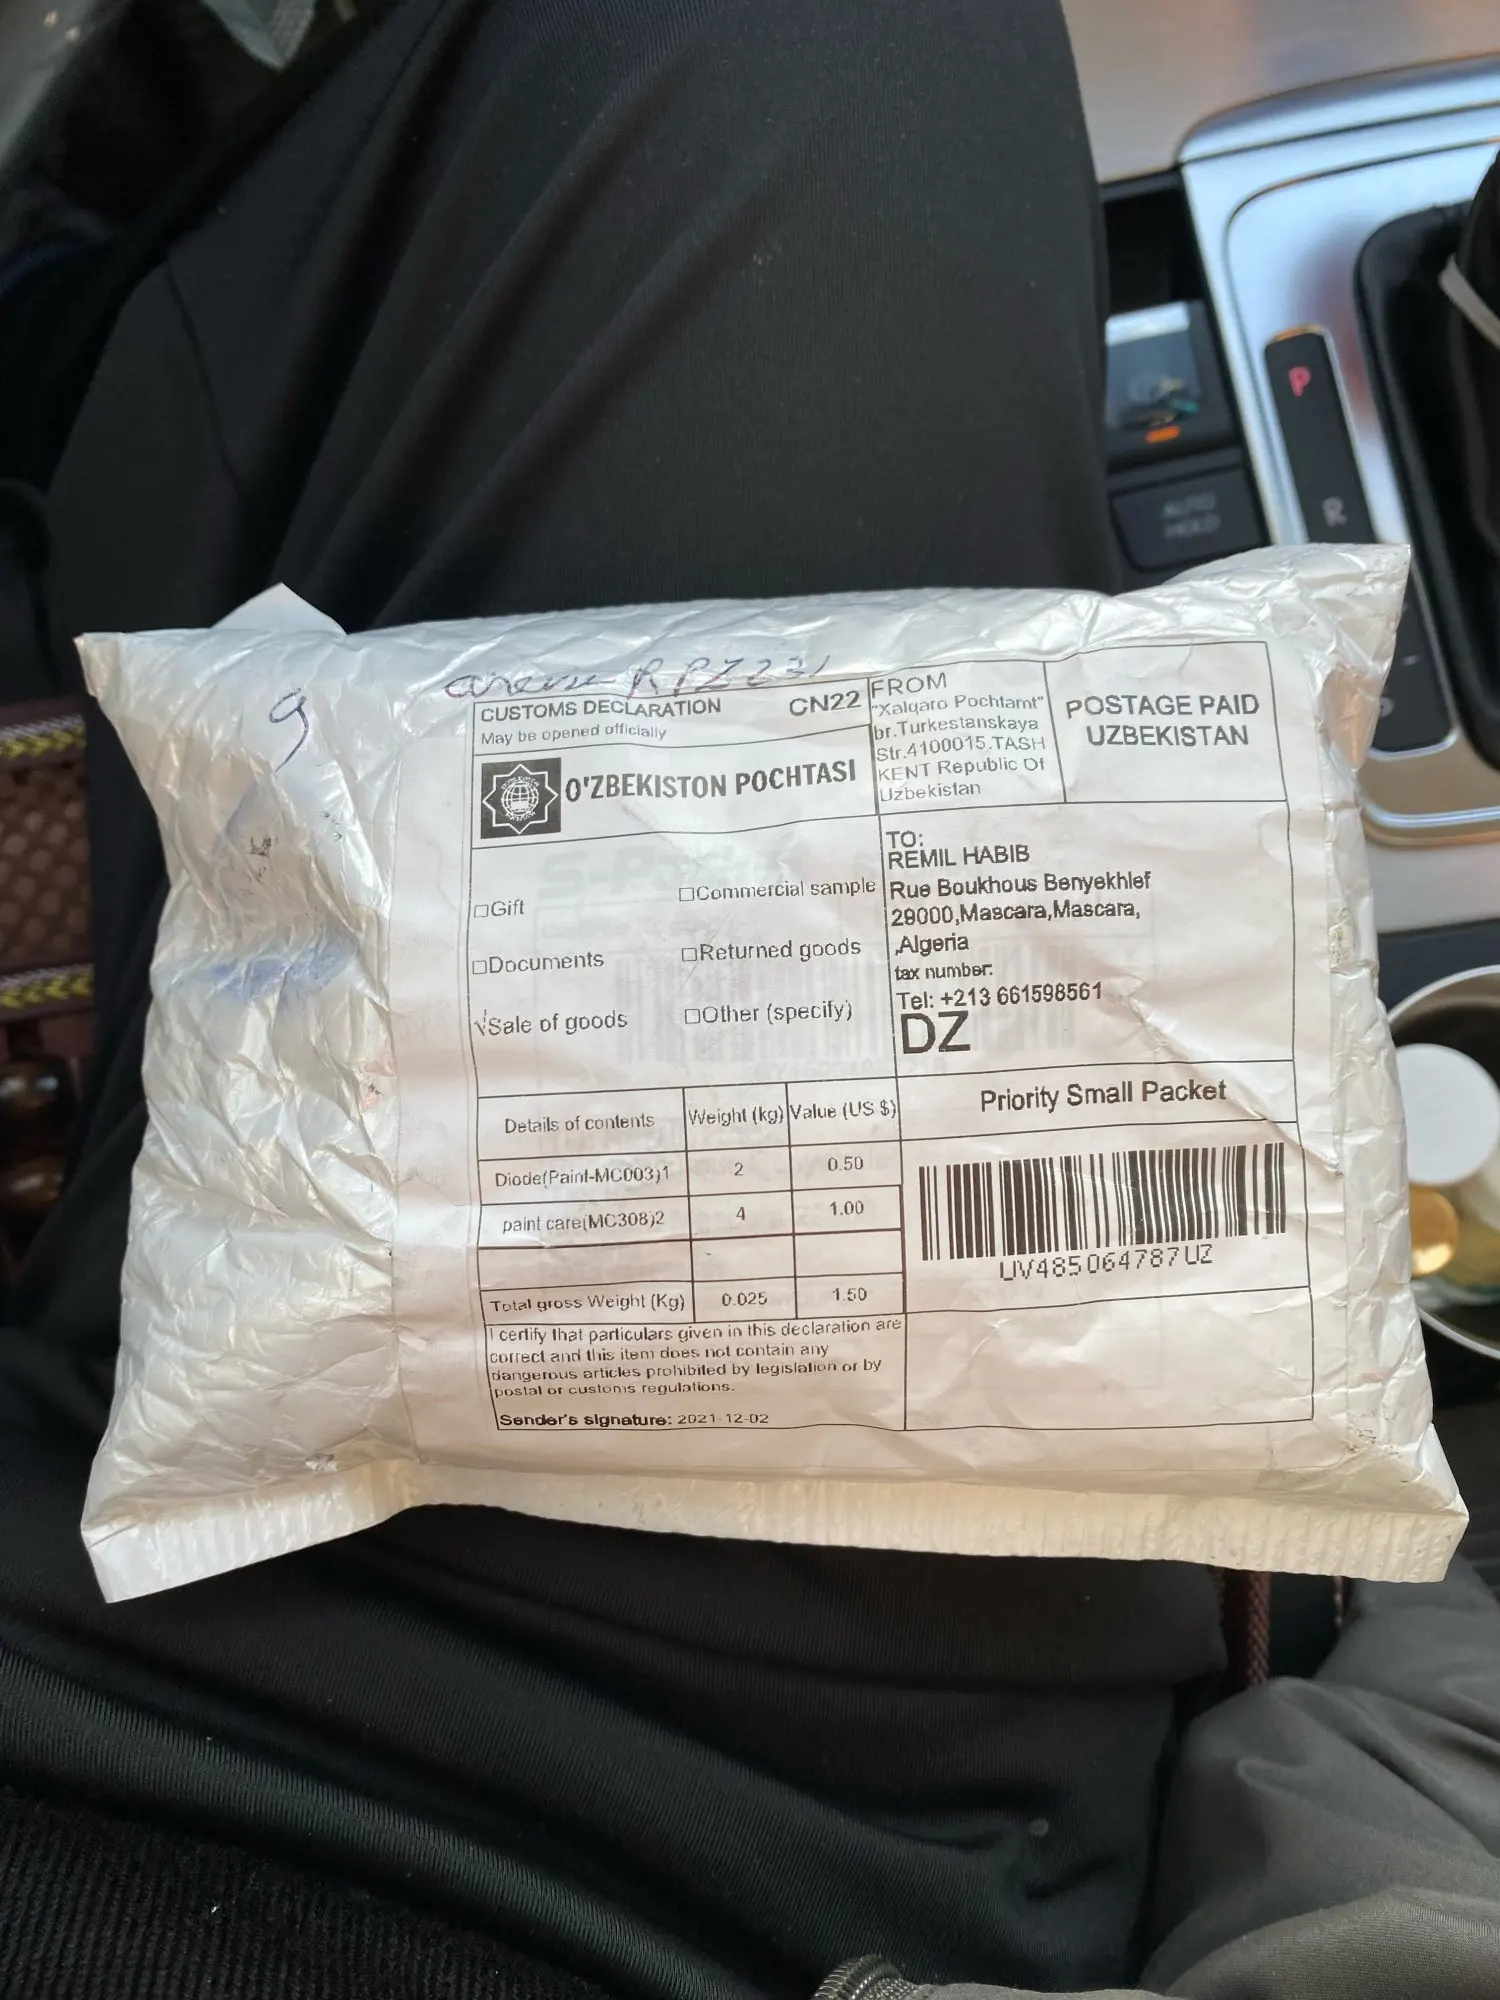 9
RPZ231
CUSTOMS DECLARATION
CN22
May be opened officially
O'ZBEKISTON POCHTASI
FROM
"Xalqaro Pochtamt"
br.Turkestanskaya
Str.4100015.TASH
KENT Republic Of
Uzbekistan
POSTAGE PAID
UZBEKISTAN
□Gift
□Commercial sample
□Documents
□Returned goods
√Sale of goods
□Other (specify)
TO:
REMIL HABIB
Rue Boukhous Benyekhlef
29000,Mascara,Mascara,
,Algeria
tax number:
Tel: +213 661598561
DZ
Details of contents
Weight (kg)
Value (US $)
Diode(Painl-MC003)1
2
0.50
paint care(MC308)2
4
1.00
Total gross Weight (Kg)
0.025
1.50
I certify that particulars given in this declaration are
correct and this item does not contain any
dangerous articles prohibited by legislation or by
postal or customs regulations.
Sender's signature: 2021-12-02
Priority Small Packet
UV485064787UZ
P
R
AUTO
HOLD